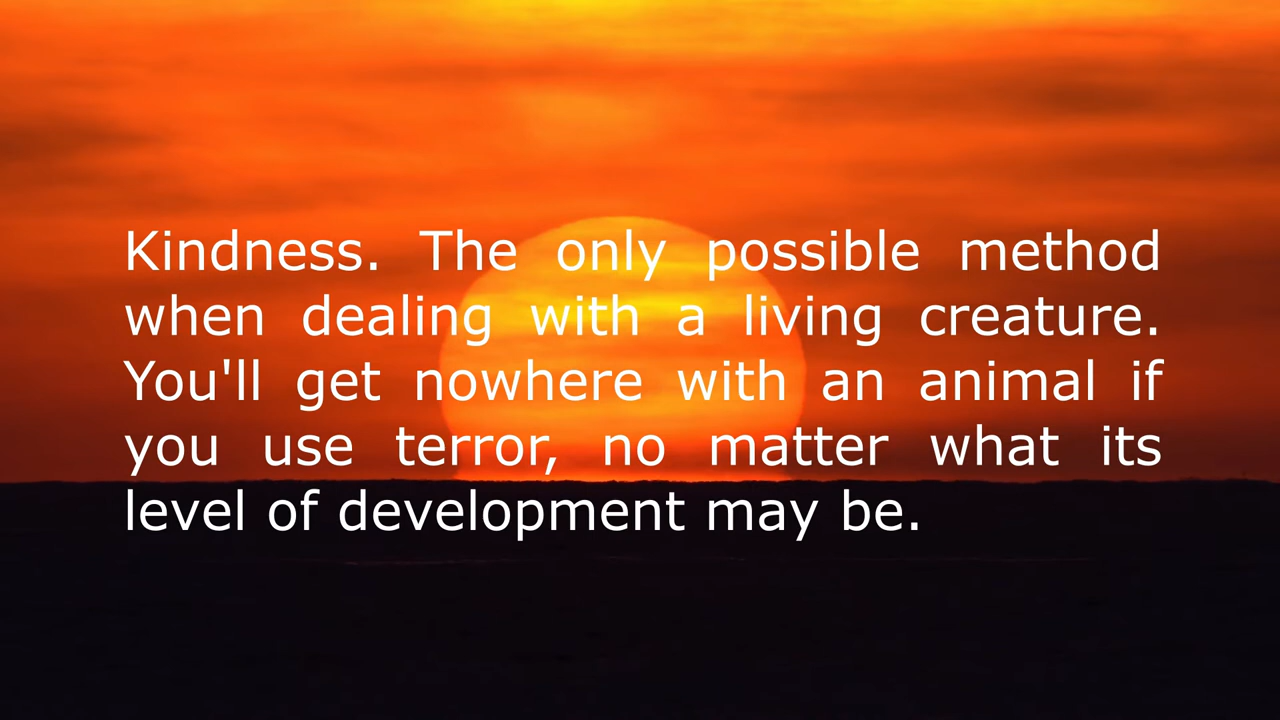 Kindness. The only possible method
when dealing with a living creature.
You'll get nowhere with an animal if
you use terror, no matter what its
level of development may be.